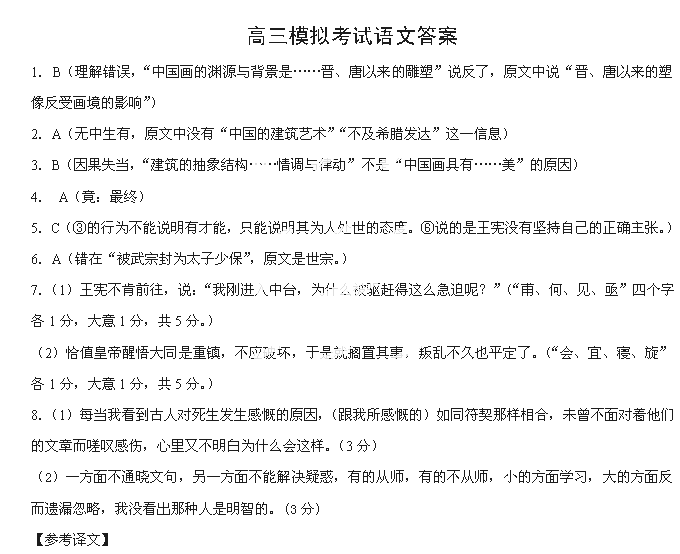 高三模拟考试语文答案
1. B（理解错误，“中国画的渊源与背景是……晋、唐以来的雕塑”说反了，原文中说“晋、唐以来的塑
像反受画境的影响”）
2. A（无中生有，原文中没有“中国的建筑艺术”“不及希腊发达”这一信息）
3. B（因果失当，“建筑的抽象结构……情调与律动”不是“中国画具有……美”的原因）
4. A（竟：最终）
5. C（③的行为不能说明有才能，只能说明其为人处世的态度。⑥说的是王宪没有坚持自己的正确主张。）
6. A（错在“被武宗封为太子少保”，原文是世宗。）
7.（1）王宪不肯前往，说：“我刚进入中台，为什么被驱赶得这么急迫呢？”（“甫、何、见、亟”四个字
各1分，大意1分，共5分。）
（2）恰值皇帝醒悟大同是重镇，不应破坏，于是就搁置其事，叛乱不久也平定了。（“会、宜、寝、旋”
各1分，大意1分，共5分。）
8.（1）每当我看到古人对死生发生感慨的原因，（跟我所感慨的）如同符契那样相合，未曾不面对着他们
的文章而嗟叹感伤，心里又不明白为什么会这样。（3分）
（2）一方面不通晓文句，另一方面不能解决疑惑，有的从师，有的不从师，小的方面学习，大的方面反
而遗漏忽略，我没看出那种人是明智的。（3分）
【参考译文】